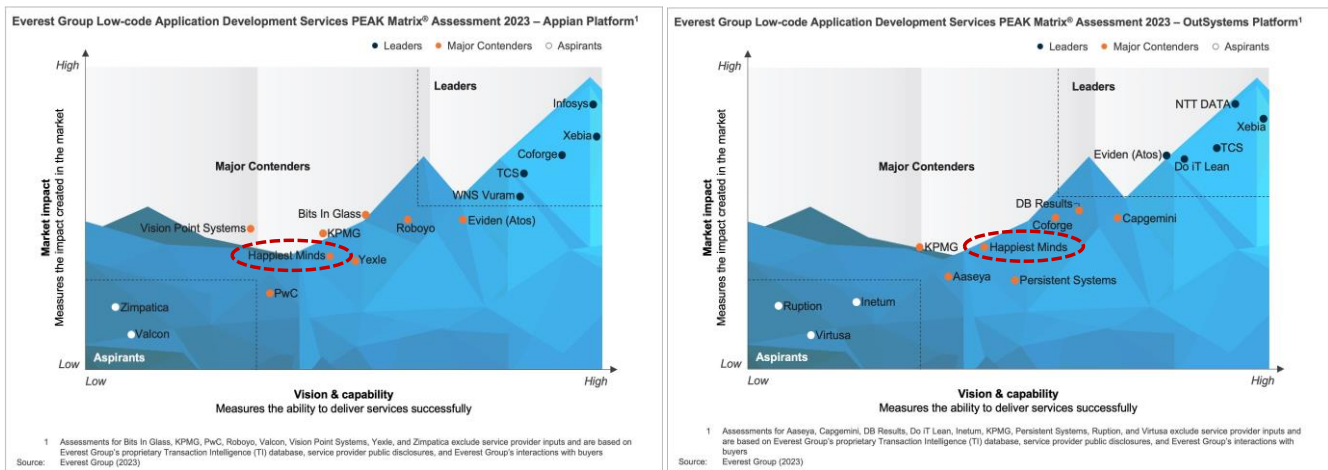 Everest Group Low-code Application Development Services PEAK Matrix® Assessment 2023 – Appian Platform¹
Leaders
Major Contenders
Aspirants
High
Leaders
Infosys
Xebia
Major Contenders
Coforge
TCS
WNS Vuram
Bits In Glass
Vision Point Systems
KPMG
Roboyo
Eviden (Atos)
Happiest Minds
Yexle
PwC
Zimpatica
Valcon
Aspirants
Market impact
Measures the impact created in the market
Low
Low
High
Vision & capability
Measures the ability to deliver services successfully
1 Assessments for Bits In Glass, KPMG, PwC, Roboyo, Valcon, Vision Point Systems, Yexle, and Zimpatica exclude service provider inputs and are based on
Everest Group's proprietary Transaction Intelligence (TI) database, service provider public disclosures, and Everest Group's interactions with
buyers
Source: Everest Group (2023)
Everest Group Low-code Application Development Services PEAK Matrix® Assessment 2023 – OutSystems Platform¹
Leaders
Major Contenders
Aspirants
High
Leaders
NTT DATA
Xebia
TCS
Eviden (Atos)
Do iT Lean
Major Contenders
DB Results
Coforge
Capgemini
KPMG
Happiest Minds
Aaseya
Persistent Systems
Ruption
Inetum
Virtusa
Aspirants
Market impact
Measures the impact created in the market
Low
Low
High
Vision & capability
Measures the ability to deliver services successfully
1 Assessments for Aaseya, Capgemini, DB Results, Do iT Lean, Inetum, KPMG, Persistent Systems, Ruption, and Virtusa exclude service provider inputs and
are based on Everest Group's proprietary Transaction Intelligence (TI) database, service provider public disclosures, and Everest Group's interactions with
buyers
Source: Everest Group (2023)